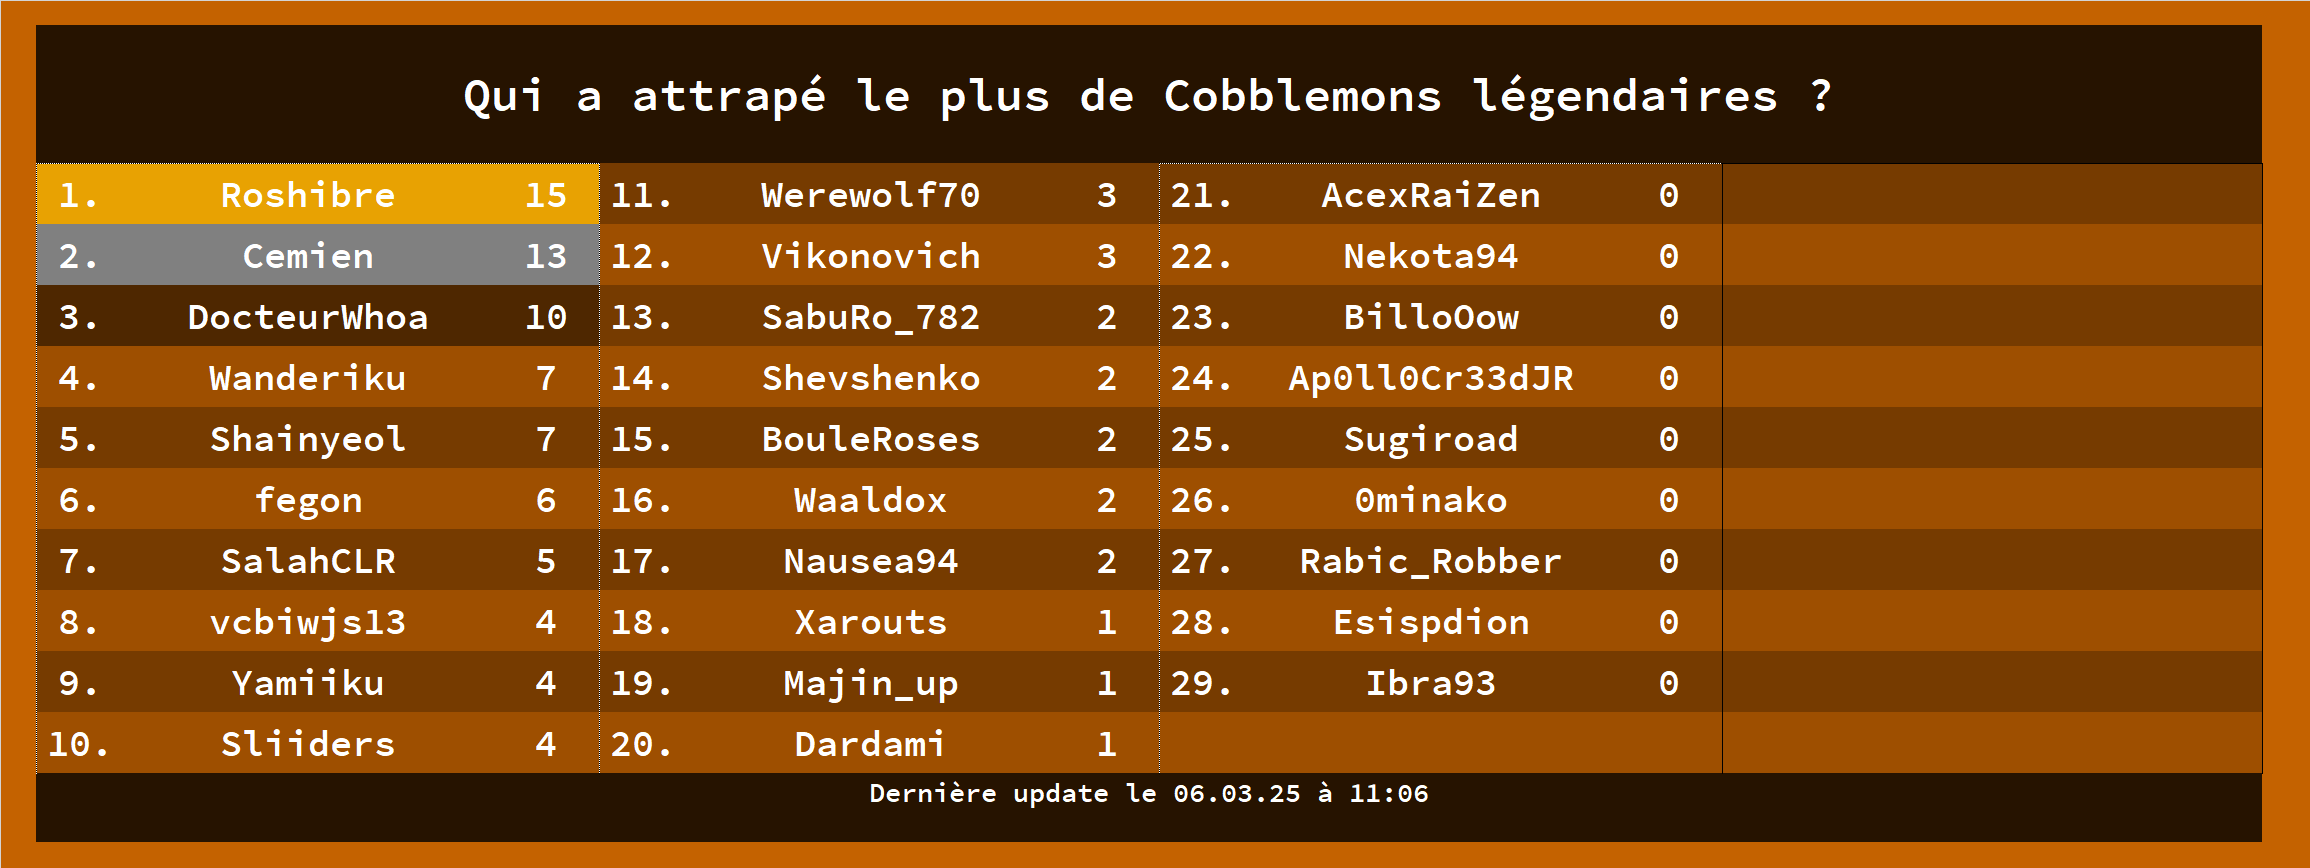 Qui a attrapé le plus de Cobblemons légendaires ?
1. Roshibre 15
2. Cemien 13
3. DocteurWhoa 10
4. Wanderiku 7
5. Shainyeol 7
6. fegon 6
7. SalahCLR 5
8. vcbiwjs13 4
9. Yamiiku 4
10. Sliiders 4
11. Werewolf70 3
12. Vikonovich 3
13. SabuRo_782 2
14. Shevshenko 2
15. BouleRoses 2
16. Waaldox 2
17. Nausea94 2
18. Xarouts 1
19. Majin_up 1
20. Dardami 1
21. AcexRaiZen 0
22. Nekota94 0
23. BilloOow 0
24. Ap0ll0Cr33dJR 0
25. Sugiroad 0
26. 0minako 0
27. Rabic_Robber 0
28. Esispdion 0
29. Ibra93 0
Dernière update le 06.03.25 à 11:06